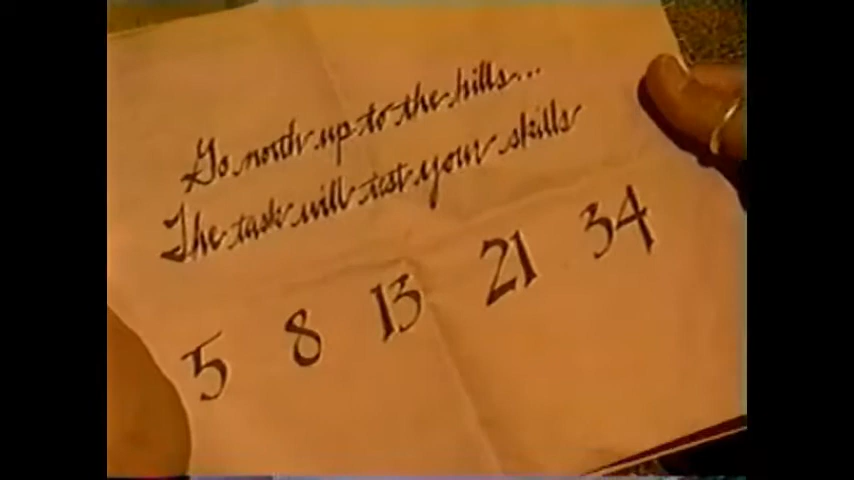 Go north up to the hills...
The task will test your skills
5 8 13 21 34